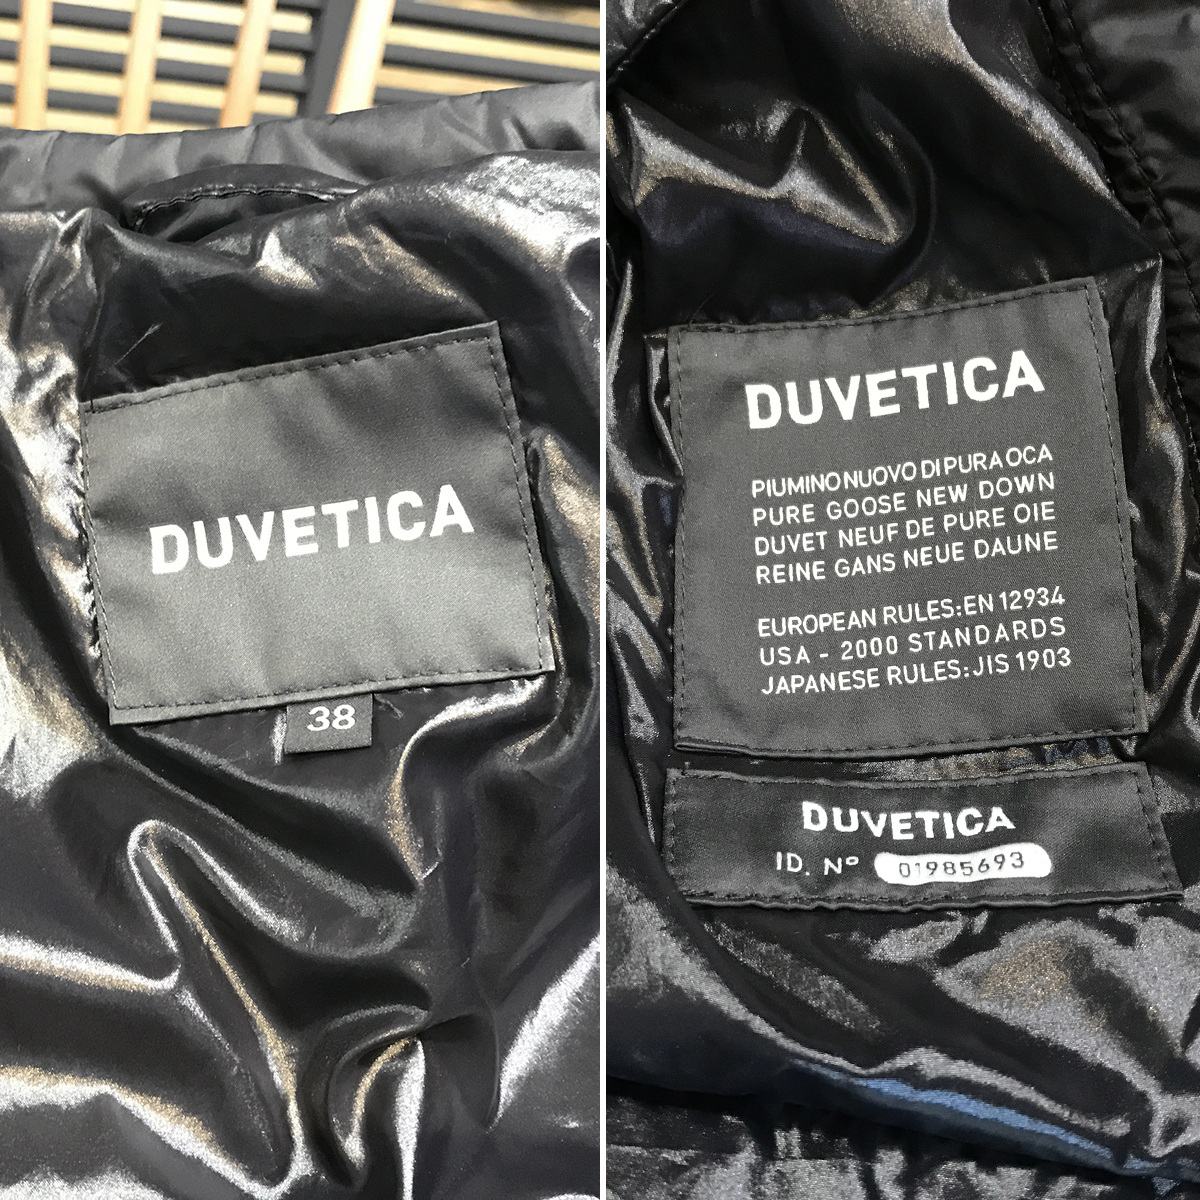 DUVETICA
38
DUVETICA
PIUMINO NUOVO DI PURA OCA
PURE GOOSE NEW DOWN
DUVET NEUF DE PURE OIE
REINE GANS NEUE DAUNE
EUROPEAN RULES:EN 12934
USA - 2000 STANDARDS
JAPANESE RULES:JIS 1903
DUVETICA
ID. Nº 01985693